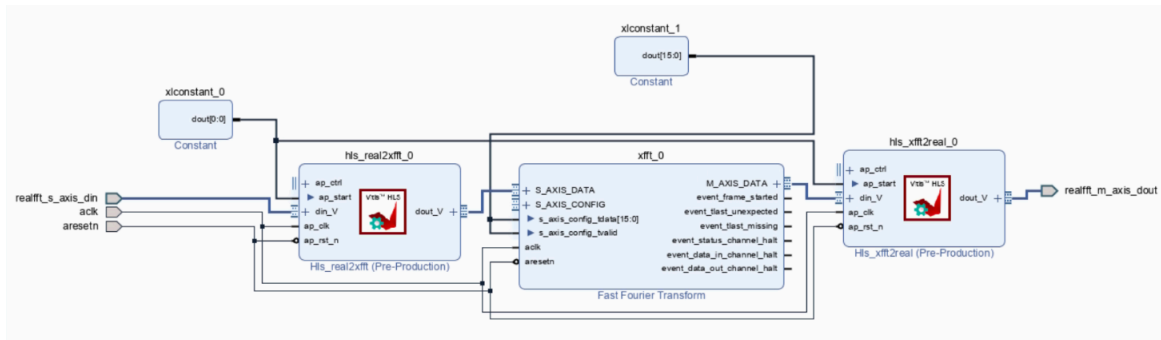 xlconstant_1
dout[15:0]
Constant
xlconstant_0
dout[0:0]
Constant
hls_real2xfft_0
ap_ctrl
ap_start
din_V
ap_clk
ap_rst_n
Vitis™ HLS
dout_V
Hls_real2xfft (Pre-Production)
xfft_0
S_AXIS_DATA
S_AXIS_CONFIG
s_axis_config_tdata[15:0]
s_axis_config_tvalid
aclk
aresetn
M_AXIS_DATA
event_frame_started
event_tlast_unexpected
event_tlast_missing
event_status_channel_halt
event_data_in_channel_halt
event_data_out_channel_halt
Fast Fourier Transform
hls_xfft2real_0
ap_ctrl
ap_start
din_V
ap_clk
ap_rst_n
Vitis™ HLS
dout_V
Hls_xfft2real (Pre-Production)
realfft_s_axis_din
aclk
aresetn
realfft_m_axis_dout